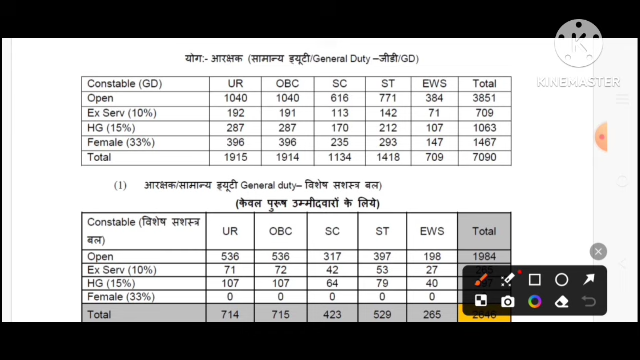 योग:- आरक्षक (सामान्य ड्यूटी/General Duty –जीडी/GD)
Constable (GD) UR OBC SC ST EWS Total
Open 1040 1040 616 771 384 3851
Ex Serv (10%) 192 191 113 142 71 709
HG (15%) 287 287 170 212 107 1063
Female (33%) 396 396 235 293 147 1467
Total 1915 1914 1134 1418 709 7090
(1) आरक्षक/सामान्य ड्यूटी General duty– विशेष सशस्त्र बल
(केवल पुरूष उम्मीदवारों के लिये)
Constable (विशेष सशस्त्र बल) UR OBC SC ST EWS Total
Open 536 536 317 397 198 1984
Ex Serv (10%) 71 72 42 53 27
HG (15%) 107 107 64 79 40
Female (33%) 0 0 0 0 0
Total 714 715 423 529 265 2646
KINEMASTER